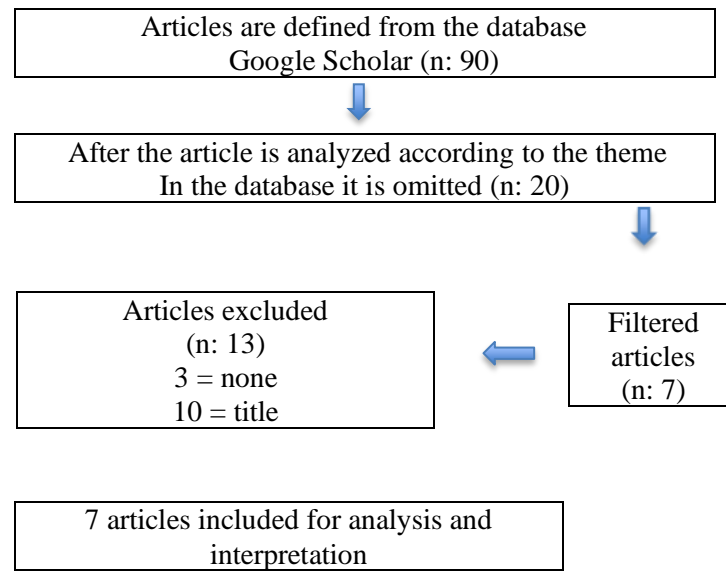 Articles are defined from the database
Google Scholar (n: 90)
After the article is analyzed according to the theme
In the database it is omitted (n: 20)
Articles excluded
(n: 13)
3 = none
10 = title
Filtered
articles
(n: 7)
7 articles included for analysis and
interpretation